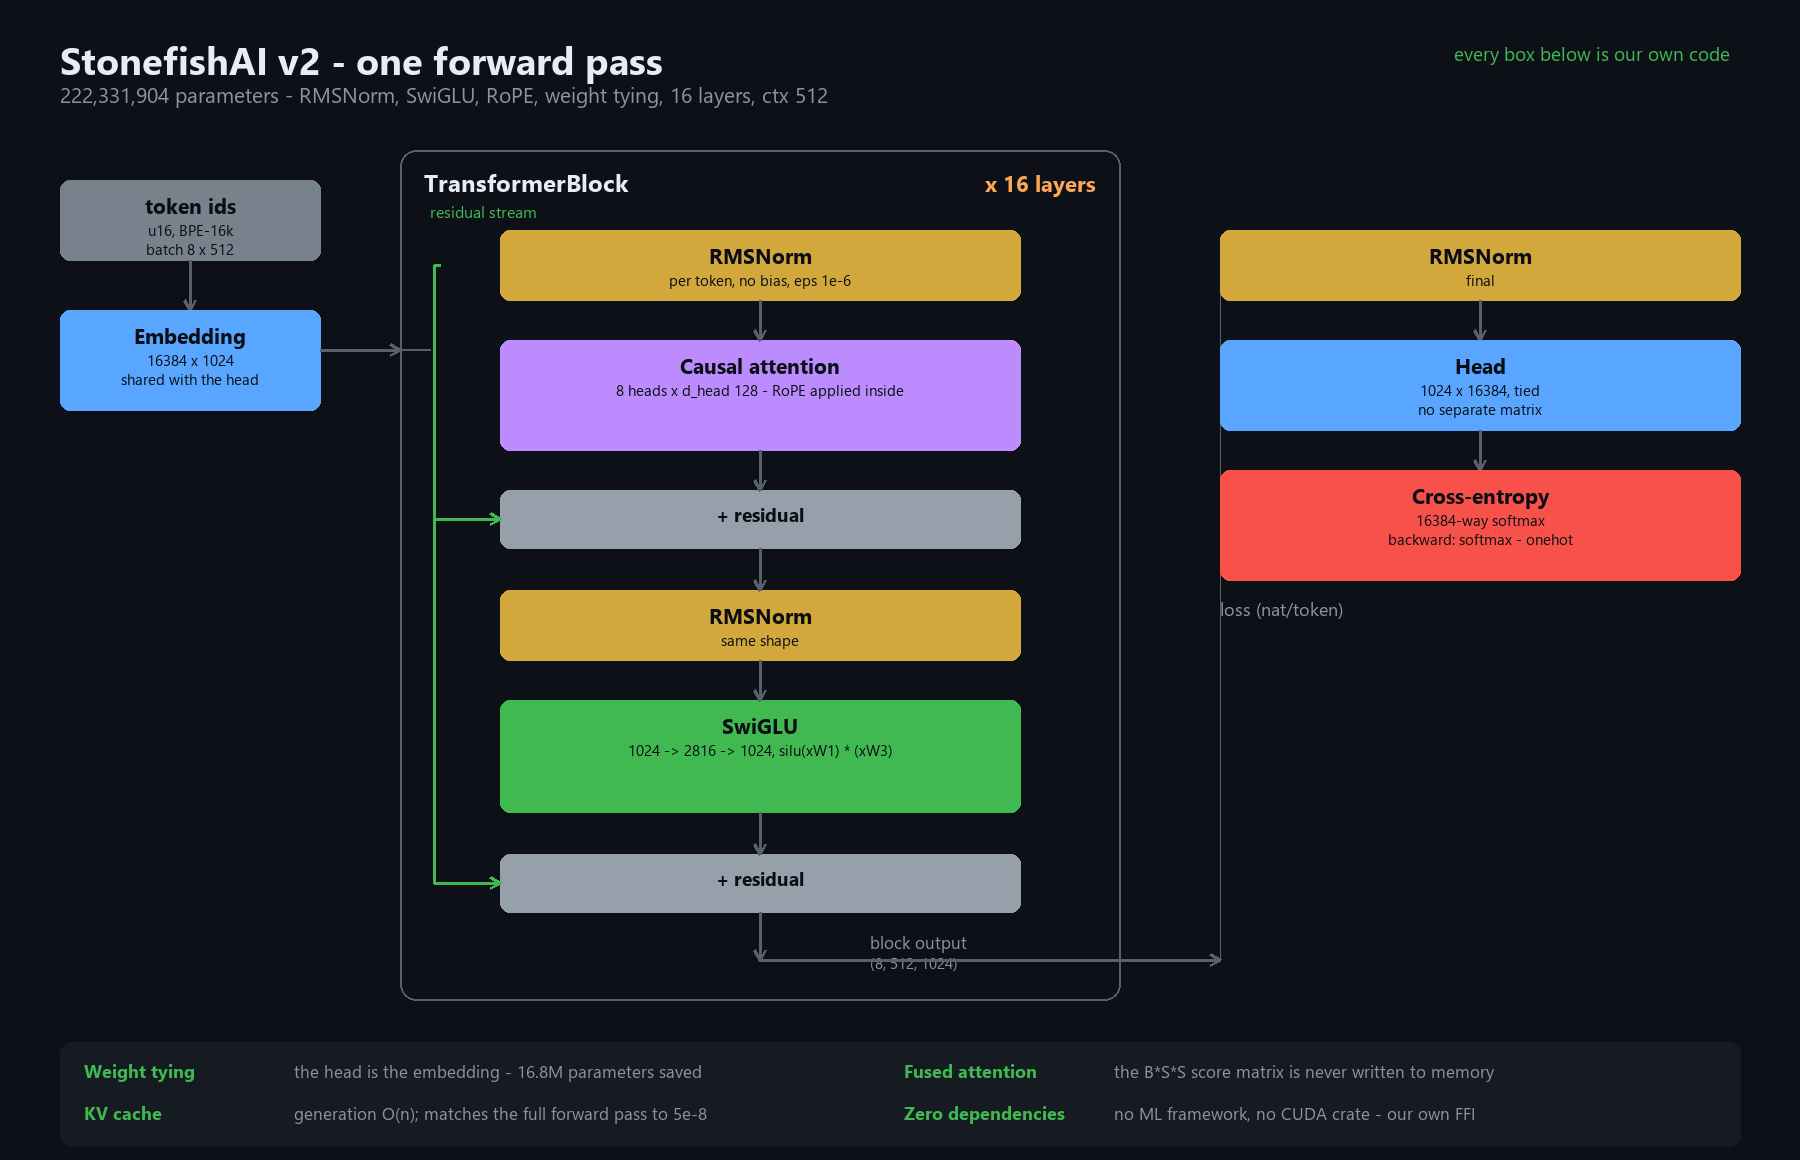 StonefishAI v2 - one forward pass
every box below is our own code
222,331,904 parameters - RMSNorm, SwiGLU, RoPE, weight tying, 16 layers, ctx 512
token ids
u16, BPE-16k
batch 8 x 512
Embedding
16384 x 1024
shared with the head
TransformerBlock
x 16 layers
residual stream
RMSNorm
per token, no bias, eps 1e-6
Causal attention
8 heads x d_head 128 - RoPE applied inside
+ residual
RMSNorm
same shape
SwiGLU
1024 -> 2816 -> 1024, silu(xW1) * (xW3)
+ residual
block output
(8, 512, 1024)
RMSNorm
final
Head
1024 x 16384, tied
no separate matrix
Cross-entropy
16384-way softmax
backward: softmax - onehot
loss (nat/token)
Weight tying the head is the embedding - 16.8M parameters saved
Fused attention the B*S*S score matrix is never written to memory
KV cache generation O(n); matches the full forward pass to 5e-8
Zero dependencies no ML framework, no CUDA crate - our own FFI